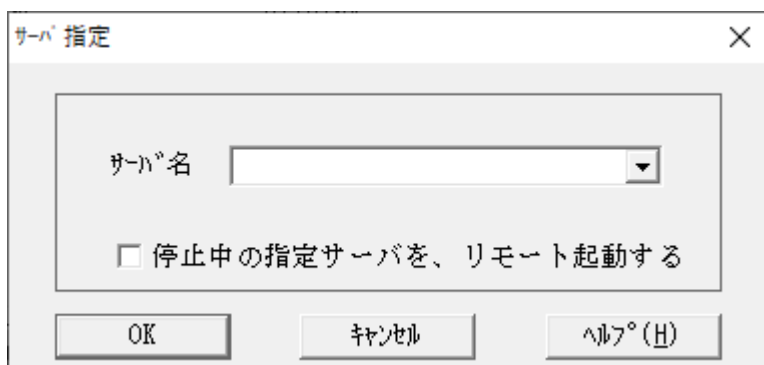 ｻｰﾊﾞ 指定
ｻｰﾊﾞ名
停止中の指定サーバを、リモート起動する
OK
ｷｬﾝｾﾙ
ﾍﾙﾌﾟ(H)